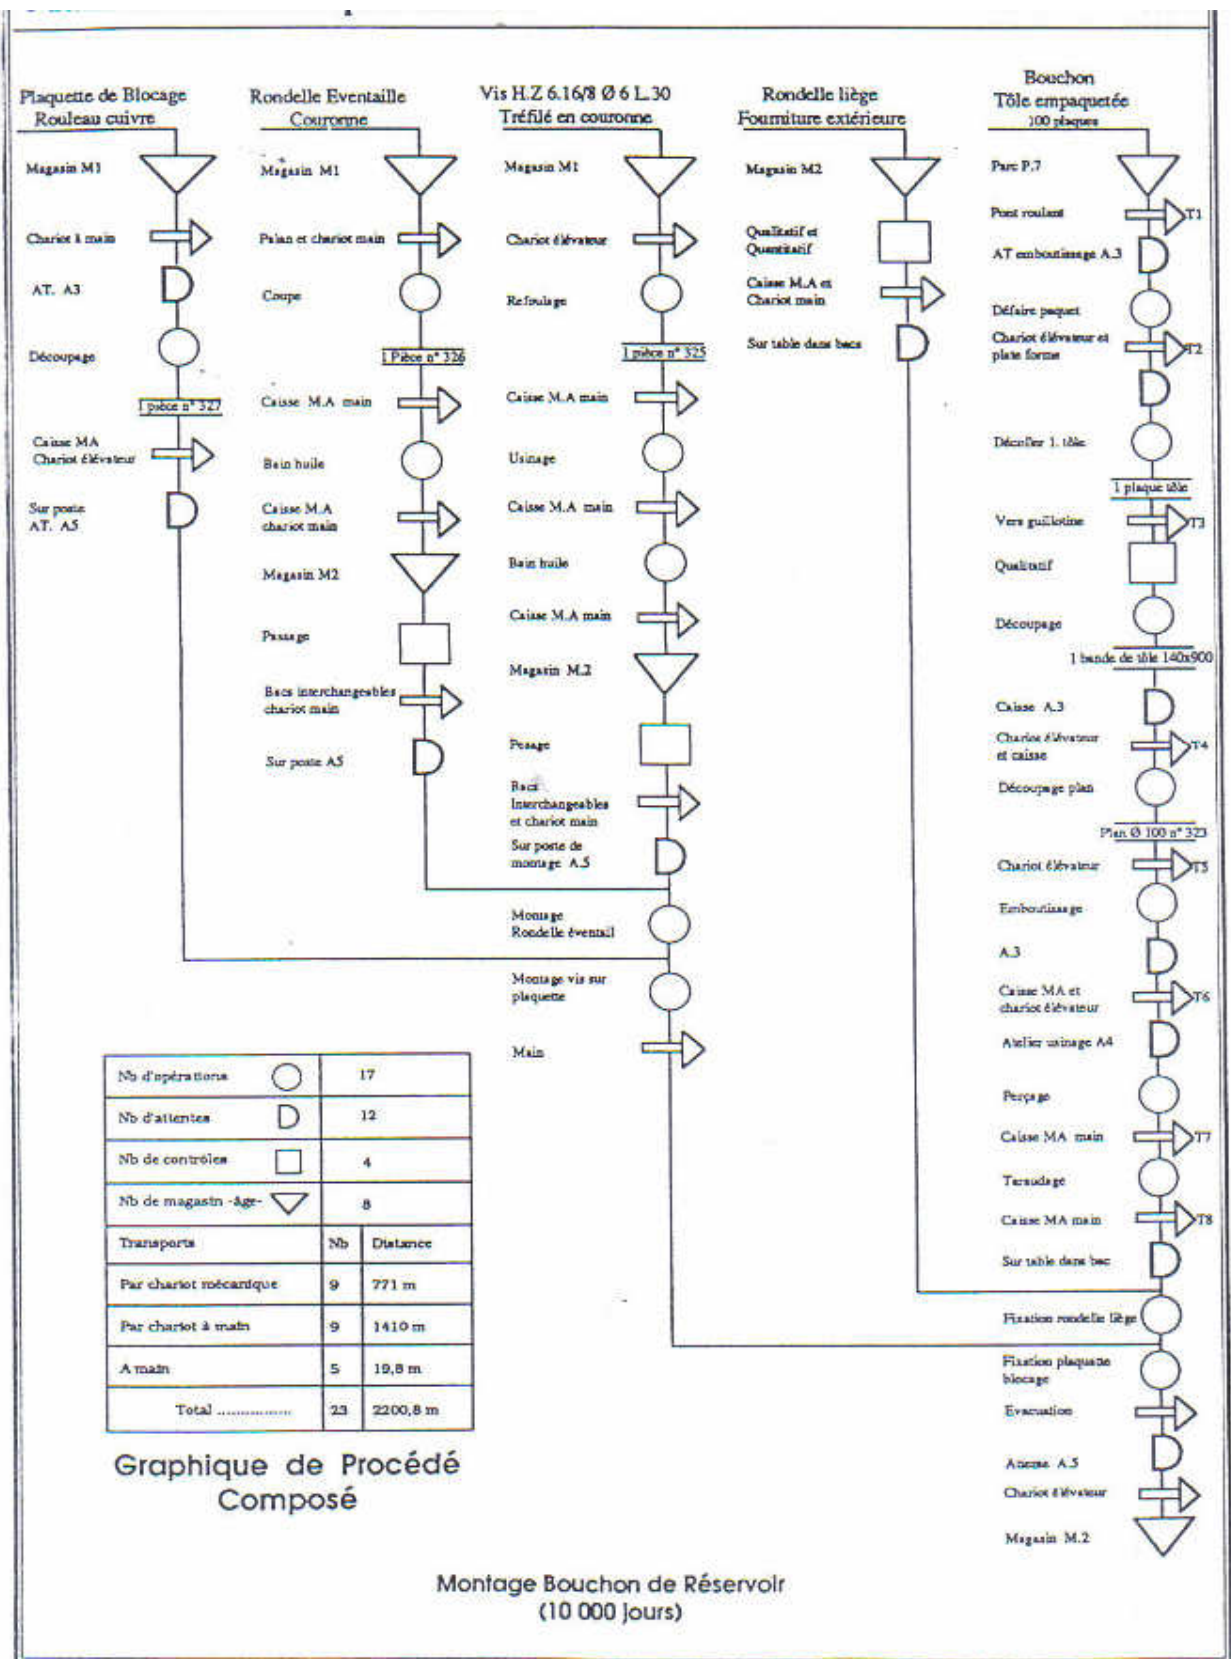 Plaquette de Blocage
Rouleau cuivre
Magasin M1
Chariot à main
AT. A3
Découpage
1 pièce n° 327
Caisse MA
Chariot élévateur
Sur poste
AT. A5
Rondelle Eventaille
Couronne
Magasin M1
Palan et chariot main
Coupe
1 Pièce n° 326
Caisse M.A main
Bain huile
Caisse M.A
chariot main
Magasin M2
Passage
Bacs interchangeables
chariot main
Sur poste A5
Vis H.Z 6.16/8 Ø 6 L.30
Tréfilé en couronne
Magasin M1
Chariot élévateur
Refoulage
1 pièce n° 325
Caisse M.A main
Usinage
Caisse M.A main
Bain huile
Caisse M.A main
Magasin M.2
Pesage
Bacs
Interchangeables
et chariot main
Sur poste de
montage A.5
Montage
Rondelle éventail
Montage vis sur
plaquette
Main
Rondelle liège
Fourniture extérieure
Magasin M2
Qualitatif et
Quantitatif
Caisse M.A et
Chariot main
Sur table dans bacs
Bouchon
Tôle empaquetée
100 plaques
Parc P.7
Pont roulant
T1
AT emboutissage A.3
Défaire paquet
Chariot élévateur et
plate forme
T2
Décoller 1. tôle
1 plaque tôle
Vers guillotine
T3
Qualitatif
Découpage
1 bande de tôle 140x900
Caisse A.3
Chariot élévateur
et caisse
T4
Découpage plan
Plan Ø 100 n° 323
Chariot élévateur
T5
Emboutissage
A.3
Caisse MA et
chariot élévateur
T6
Atelier usinage A4
Perçage
Caisse MA main
T7
Taraudage
Caisse MA main
T8
Sur table dans bac
Fixation rondelle liège
Fixation plaquette
blocage
Evacuation
Attente A.5
Chariot élévateur
Magasin M.2
Nb d'opérations 17
Nb d'attentes 12
Nb de contrôles 4
Nb de magasin -âge- 8
Transports Nb Distance
Par chariot mécanique 9 771 m
Par chariot à main 9 1410 m
A main 5 19,8 m
Total ................ 23 2200,8 m
Graphique de Procédé
Composé
Montage Bouchon de Réservoir
(10 000 jours)